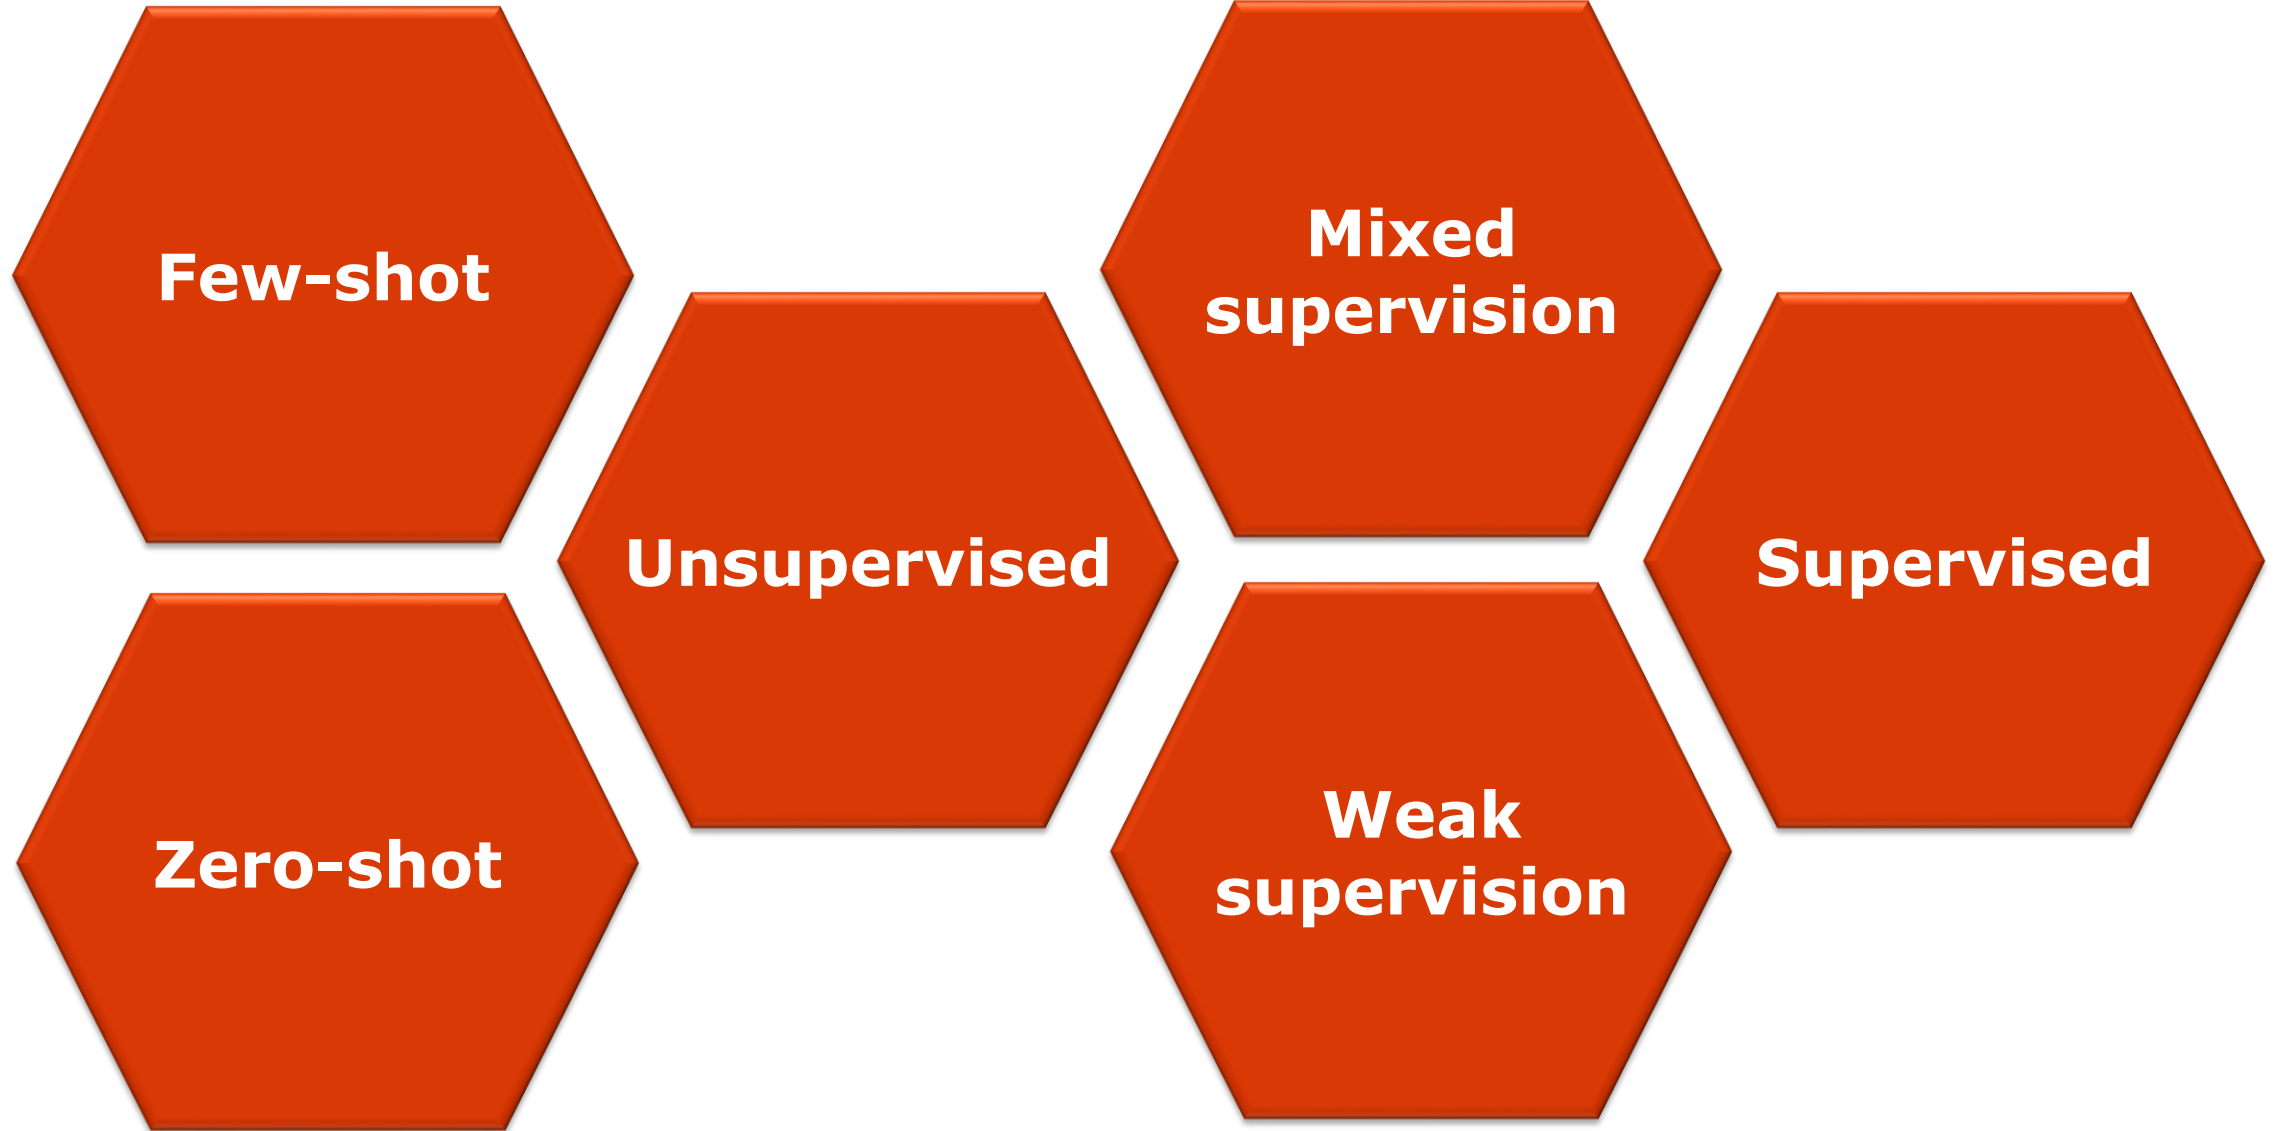 Few-shot
Mixed
supervision
Unsupervised
Supervised
Zero-shot
Weak
supervision